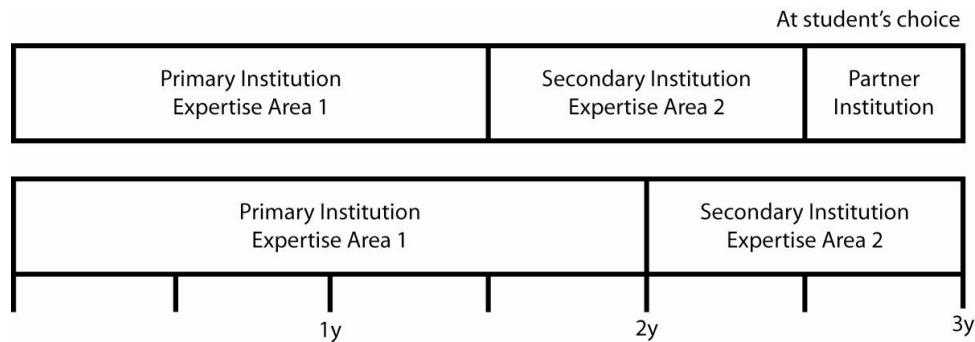 At student's choice
Primary Institution
Expertise Area 1
Secondary Institution
Expertise Area 2
Partner
Institution
Primary Institution
Expertise Area 1
Secondary Institution
Expertise Area 2
1y
2y
3y